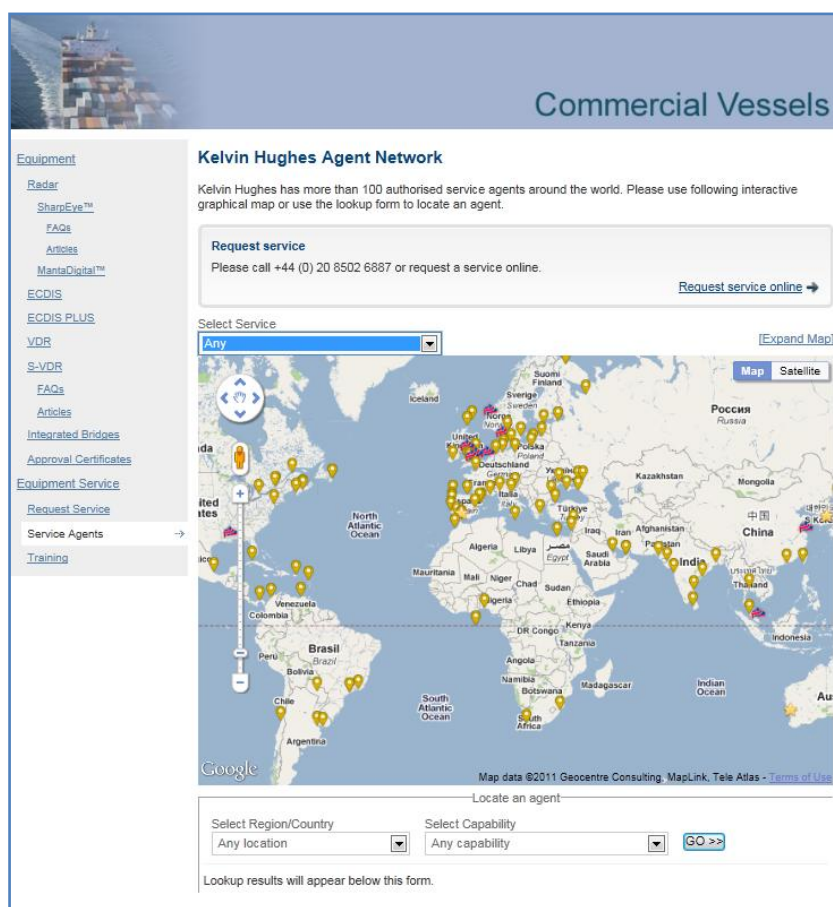 Commercial Vessels
Equipment
Radar
SharpEye™
FAQs
Articles
MantaDigital™
ECDIS
ECDIS PLUS
VDR
S-VDR
FAQs
Articles
Integrated Bridges
Approval Certificates
Equipment Service
Request Service
Service Agents
Training
Kelvin Hughes Agent Network
Kelvin Hughes has more than 100 authorised service agents around the world. Please use following interactive
graphical map or use the lookup form to locate an agent.
Request service
Please call +44 (0) 20 8502 6887 or request a service online.
Request service online
Select Service
Any
[Expand Map]
Map Satellite
Iceland
Suomi
Finland
Sverige
Sweden
Россия
Russia
United
Polska
Poland
Deutschland
Kazakhstan
Mongolia
中国
China
North
Atlantic
Ocean
Italia
Türkiye
Iraq
Iran
Afghanistan
Algeria
Libya
مصر
Egypt
Saudi
Arabia
India
Mauritania
Mali
Niger
Chad
Sudan
Thailand
Nigeria
Ethiopia
Venezuela
Colombia
Kenya
DR Congo
Tanzania
Indonesia
Peru
Brasil
Brazil
Angola
Bolivia
Namibia
Botswana
Madagascar
Indian
Ocean
Au
Chile
South
Atlantic
Ocean
South
Africa
Argentina
Google
Map data ©2011 Geocentre Consulting, MapLink, Tele Atlas - Terms of Use
Locate an agent
Select Region/Country
Select Capability
Any location
Any capability
GO >>
Lookup results will appear below this form.